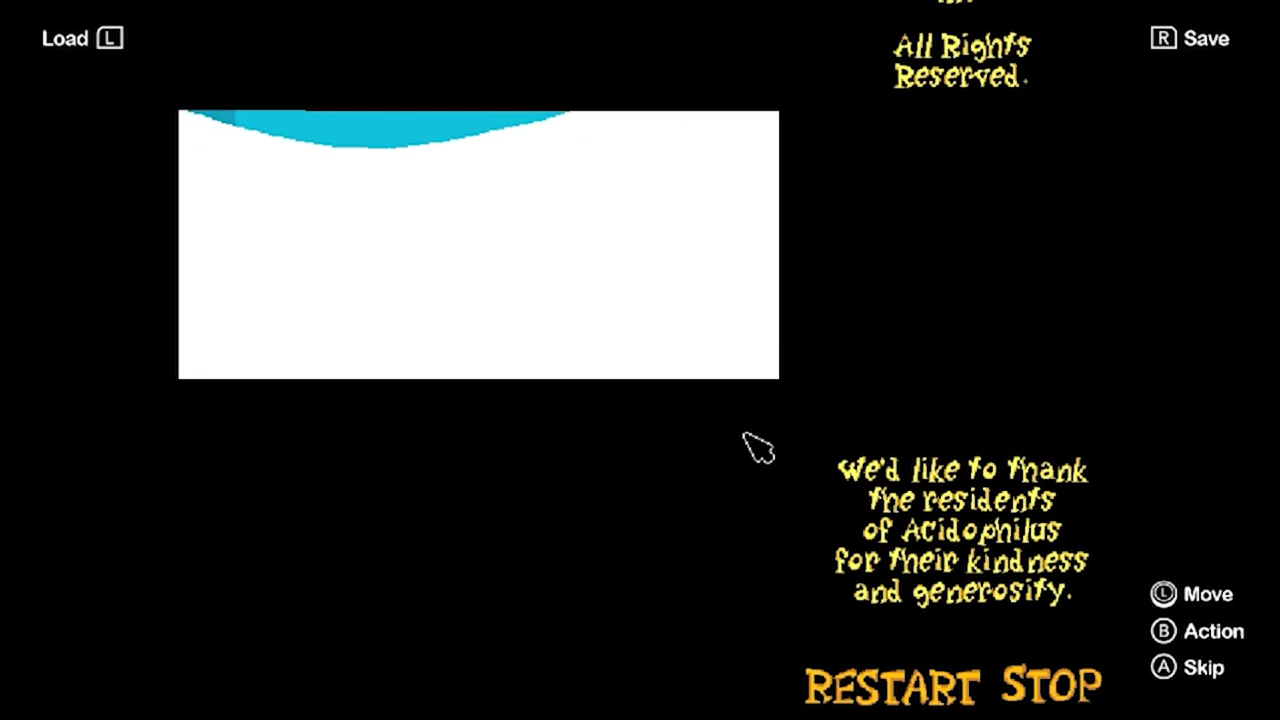 Load L
R Save
All Rights
Reserved.
We'd like to thank
the residents
of Acidophilus
for their kindness
and generosity.
L Move
B Action
A Skip
RESTART STOP